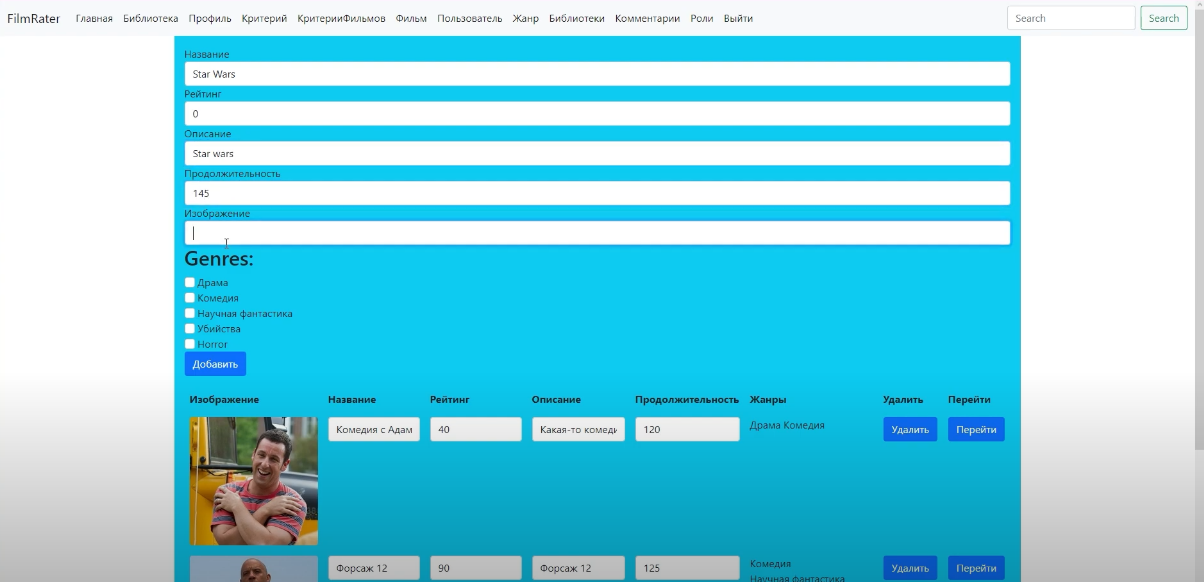 FilmRater Главная Библиотека Профиль Критерий КритерииФильмов Фильм Пользователь Жанр Библиотеки Комментарии Роли Выйти Search Search
Название
Star Wars
Рейтинг
0
Описание
Star wars
Продолжительность
145
Изображение
Genres:
Драма
Комедия
Научная фантастика
Убийства
Horror
Добавить
Изображение Название Рейтинг Описание Продолжительность Жанры Удалить Перейти
Комедия с Адам 40 Какая-то комеди 120 Драма Комедия Удалить Перейти
Форсаж 12 90 Форсаж 12 125 Комедия Удалить Перейти
Научная фантастика